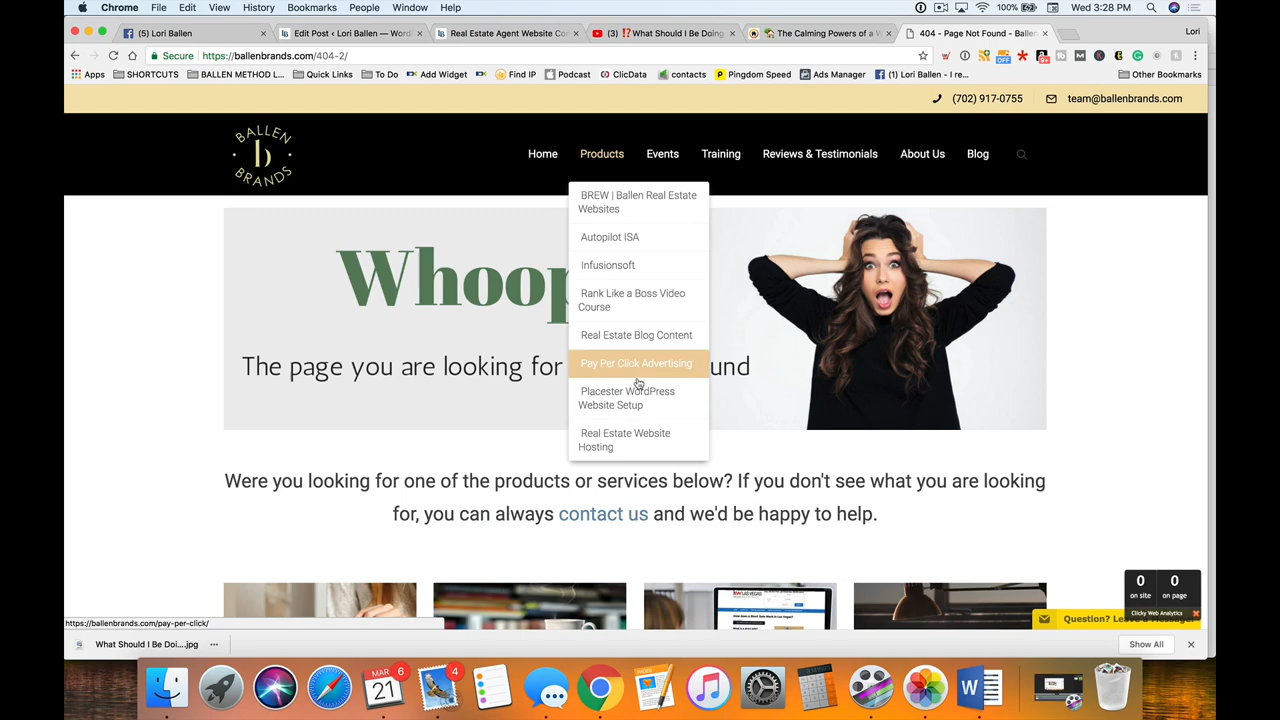 Chrome File Edit View History Bookmarks People Window Help 100% Wed 3:28 PM
(1) Lori Ballen
Edit Post ‹ Lori Ballen — Word
Real Estate Agent Website Co
(3) ⁉️What Should I Be Doing
The Calming Powers of a W
404 - Page Not Found - Ballen
Lori
Secure https://ballenbrands.com/404-2/
Apps SHORTCUTS BALLEN METHOD L... Quick Links To Do Add Widget Find IP Podcast ClicData contacts Pingdom Speed Ads Manager (1) Lori Ballen - I re... Other Bookmarks
(702) 917-0755 team@ballenbrands.com
BALLEN
b
BRANDS
Home Products Events Training Reviews & Testimonials About Us Blog
BREW | Ballen Real Estate
Websites
Autopilot ISA
Infusionsoft
Rank Like a Boss Video
Course
Real Estate Blog Content
Pay Per Click Advertising
Placester WordPress
Website Setup
Real Estate Website
Hosting
Whoop
The page you are looking for und
Were you looking for one of the products or services below? If you don't see what you are looking
for, you can always contact us and we'd be happy to help.
0 0
on site on page
Clicky Web Analytics
Question? Leave a Message!
https://ballenbrands.com/pay-per-click/
What Should I Be Doi....jpg
Show All
MAR 6
21
4
W